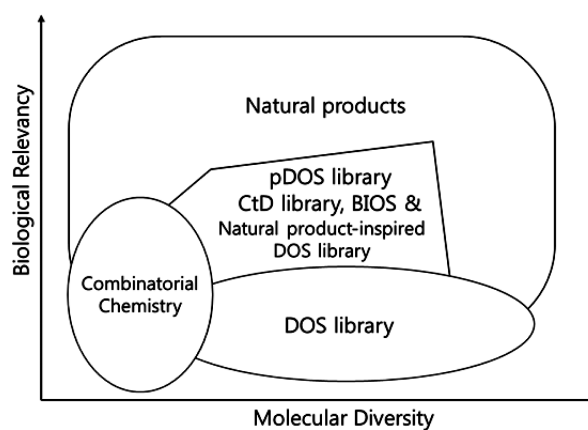 Biological Relevancy
Natural products
pDOS library
CtD library, BIOS &
Natural product-inspired
DOS library
Combinatorial
Chemistry
DOS library
Molecular Diversity